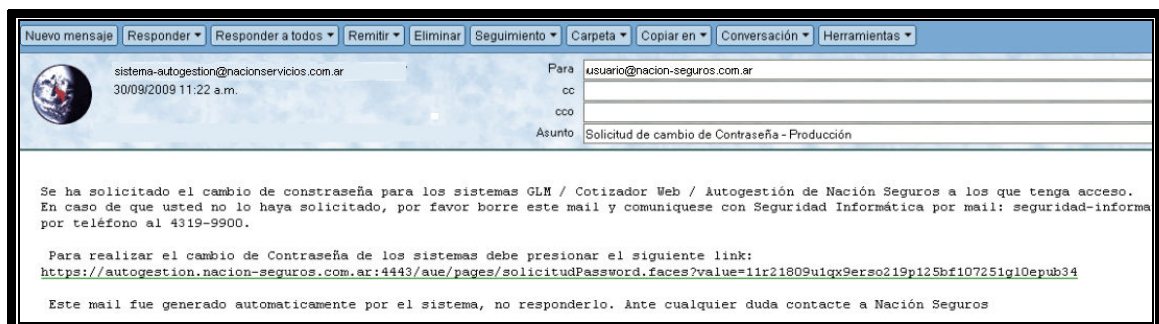 Nuevo mensaje Responder Responder a todos Remitir Eliminar Seguimiento Carpeta Copiar en Conversación Herramientas
sistema-autogestion@nacionservicios.com.ar Para usuario@nacion-seguros.com.ar
30/09/2009 11:22 a.m. cc
cco
Asunto Solicitud de cambio de Contraseña - Producción
Se ha solicitado el cambio de constraseña para los sistemas GLM / Cotizador Web / Autogestión de Nación Seguros a los que tenga acceso.
En caso de que usted no lo haya solicitado, por favor borre este mail y comuniquese con Seguridad Informática por mail: seguridad-informa
por teléfono al 4319-9900.
Para realizar el cambio de Contraseña de los sistemas debe presionar el siguiente link:
https://autogestion.nacion-seguros.com.ar:4443/aue/pages/solicitudPassword.faces?value=11r21809u1qx9erso219p125bf107251gl0epub34
Este mail fue generado automaticamente por el sistema, no responderlo. Ante cualquier duda contacte a Nación Seguros